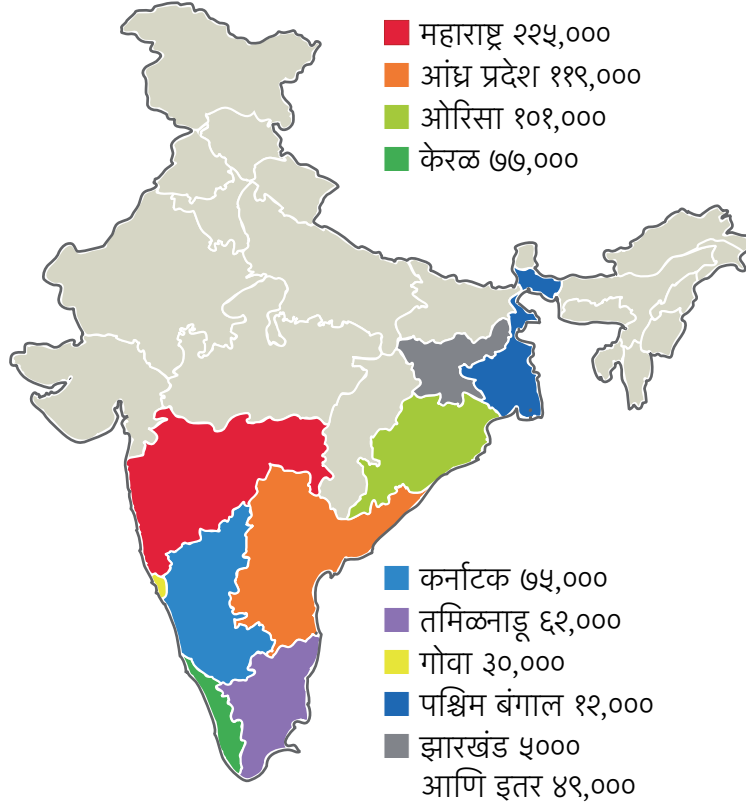 महाराष्ट्र २२५,०००
आंध्र प्रदेश ११९,०००
ओरिसा १०१,०००
केरळ ७७,०००
कर्नाटक ७५,०००
तमिळनाडू ६२,०००
गोवा ३०,०००
पश्चिम बंगाल १२,०००
झारखंड ५०००
आणि इतर ४९,०००